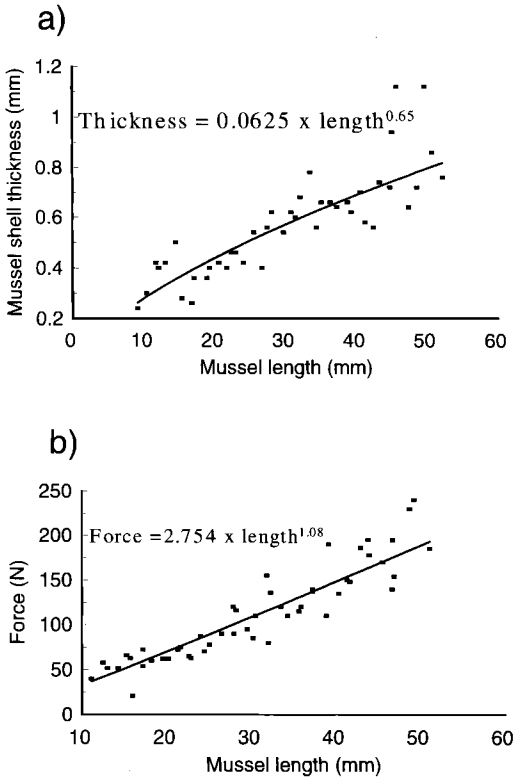 a)
Mussel shell thickness (mm)
1.2
1
0.8
0.6
0.4
0.2
Thickness = 0.0625 x length^0.65
0 10 20 30 40 50 60
Mussel length (mm)
b)
Force (N)
250
200
150
100
50
0
Force =2.754 x length^1.08
10 20 30 40 50 60
Mussel length (mm)